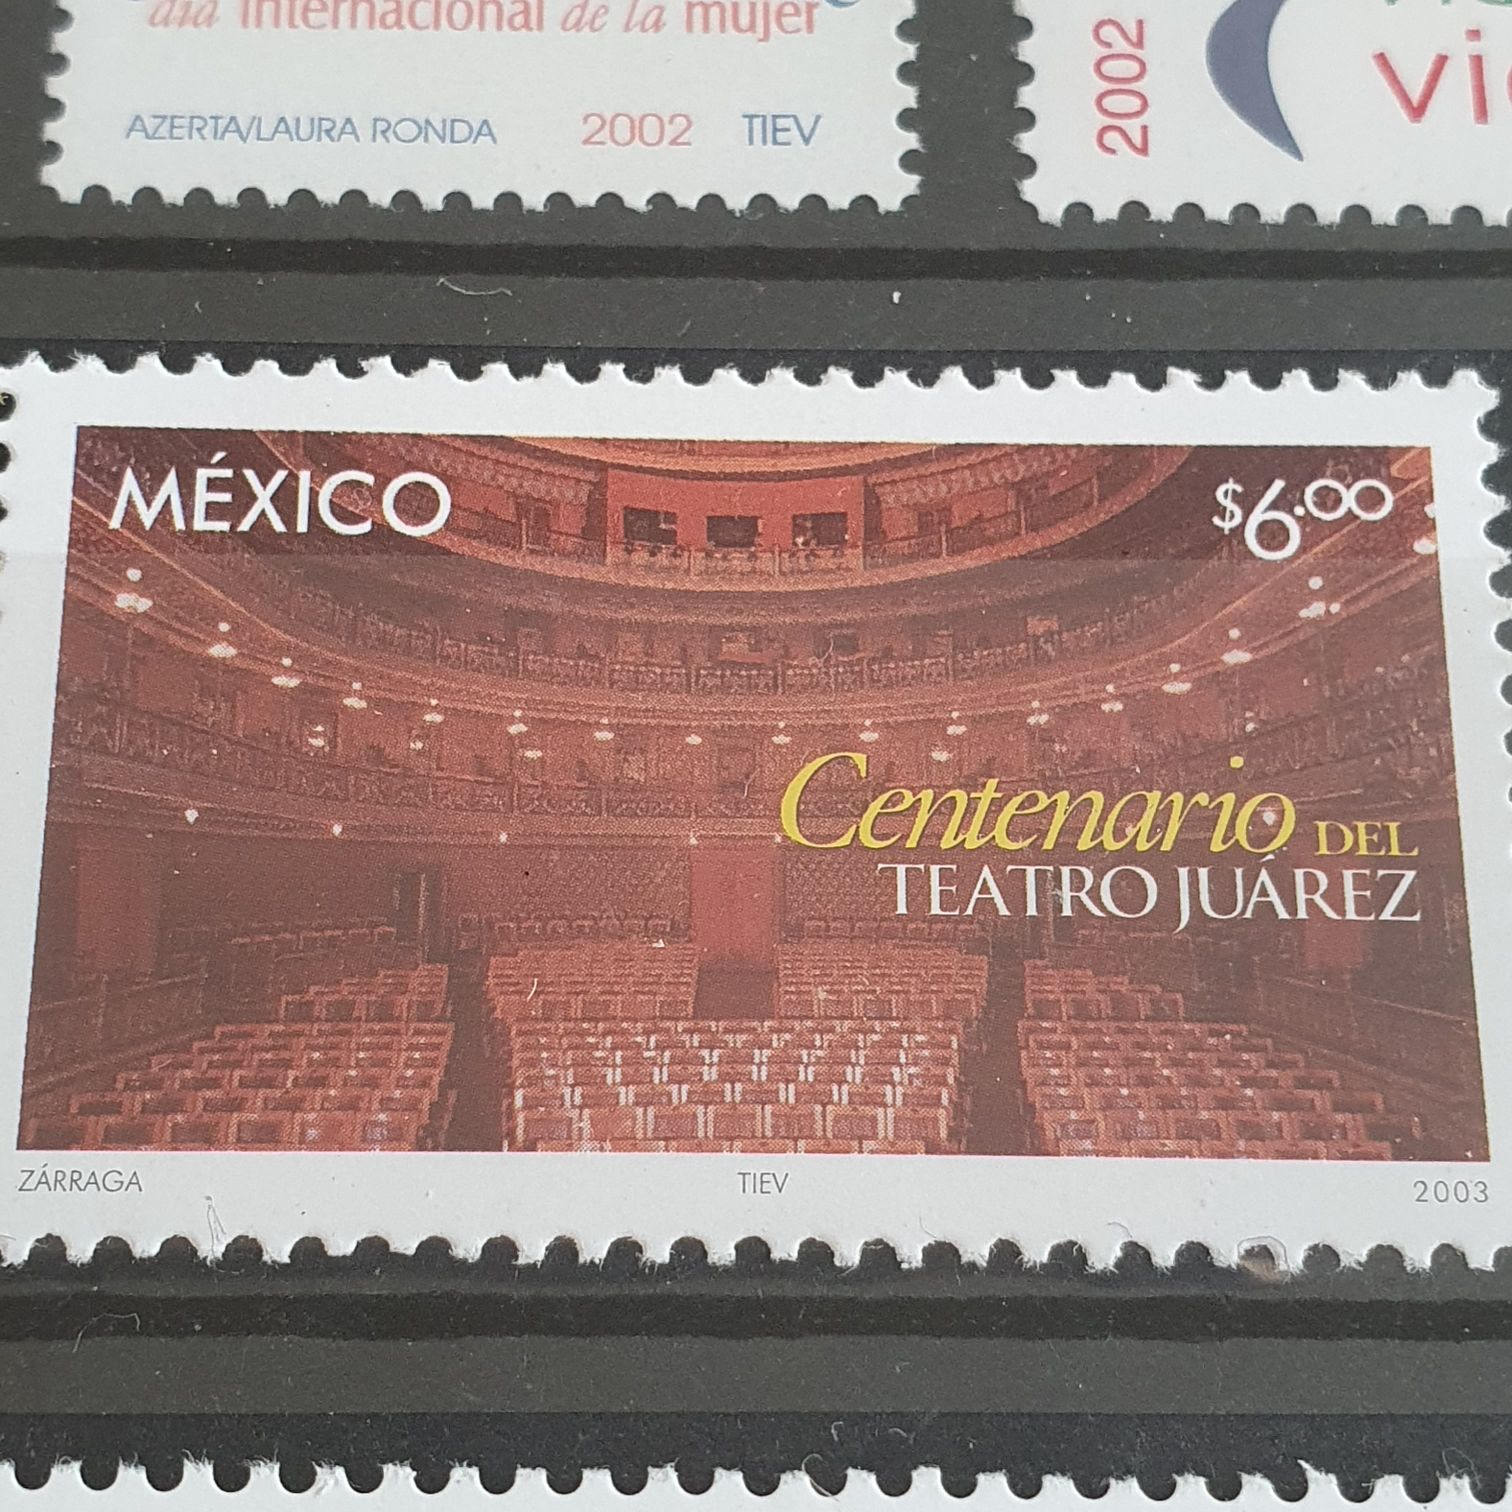 día internacional de la mujer
AZERTA/LAURA RONDA 2002 TIEV
2002
MÉXICO $6.00
Centenario DEL
TEATRO JUÁREZ
ZÁRRAGA TIEV 2003